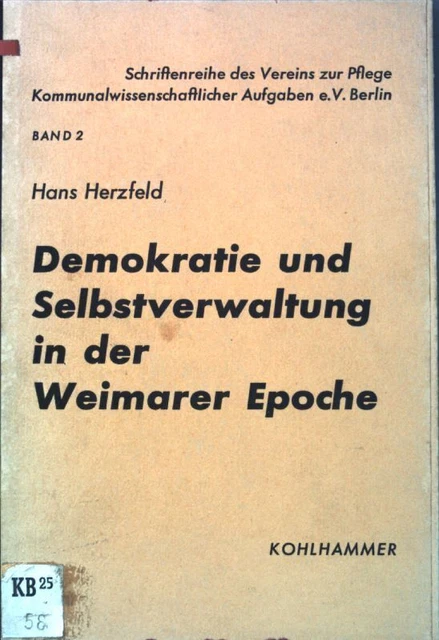 Schriftenreihe des Vereins zur Pflege
Kommunalwissenschaftlicher Aufgaben e.V. Berlin
BAND 2
Hans Herzfeld
Demokratie und
Selbstverwaltung
in der
Weimarer Epoche
KOHLHAMMER
KB 25
58